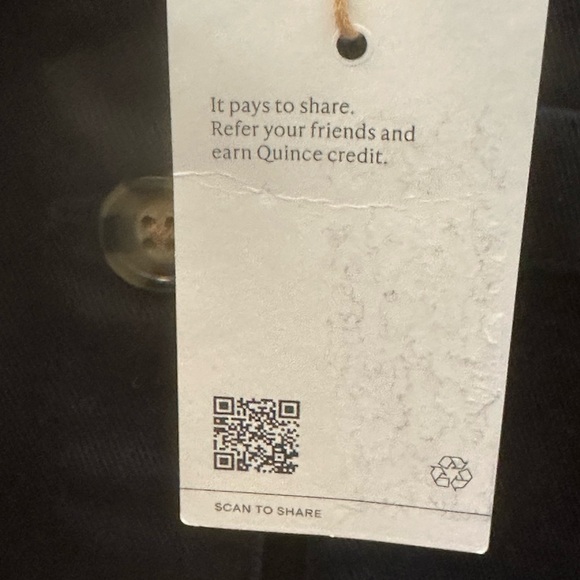 It pays to share.
Refer your friends and
earn Quince credit.
SCAN TO SHARE